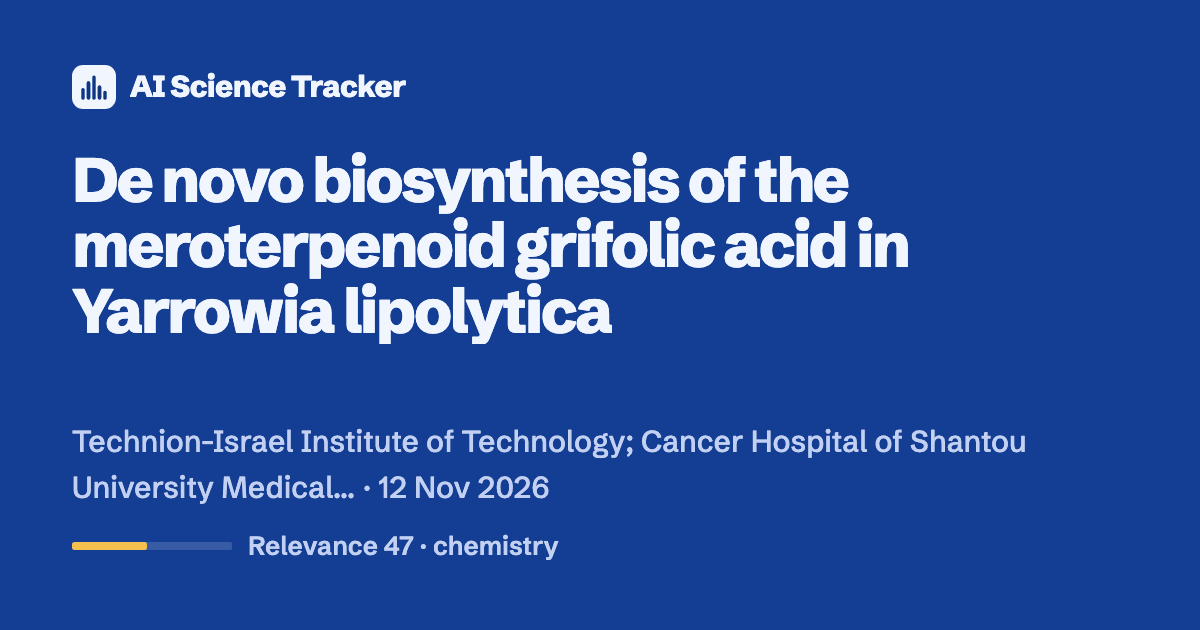 AI Science Tracker
De novo biosynthesis of the
meroterpenoid grifolic acid in
Yarrowia lipolytica
Technion-Israel Institute of Technology; Cancer Hospital of Shantou
University Medical... · 12 Nov 2026
Relevance 47 · chemistry